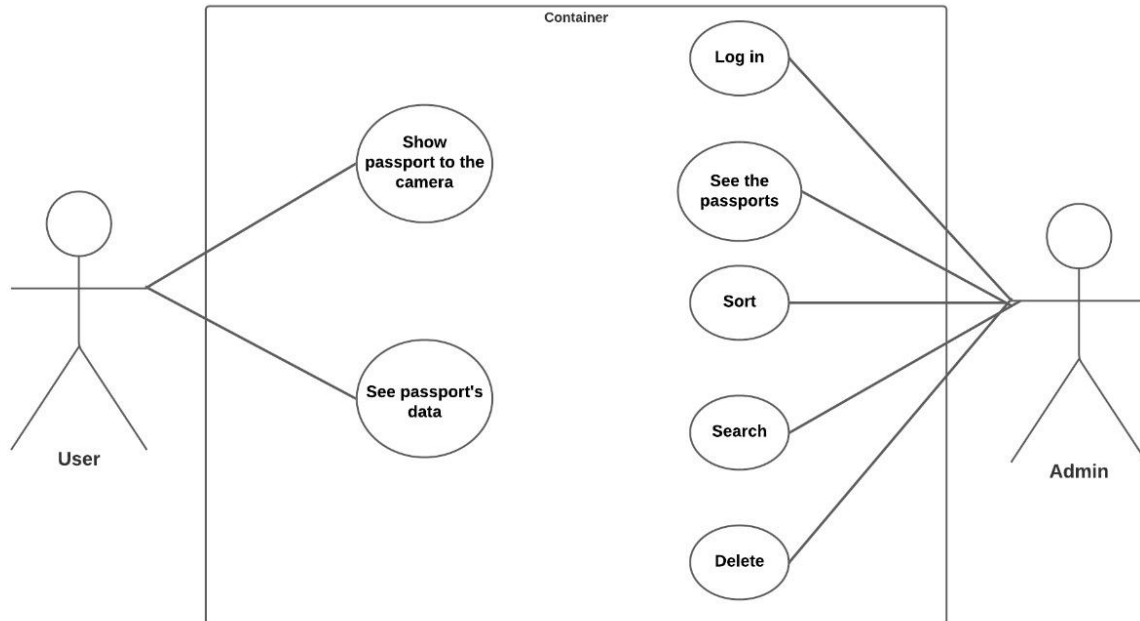 Container
Log in
Show
passport to the
camera
See the
passports
Sort
See passport's
data
Search
User
Admin
Delete